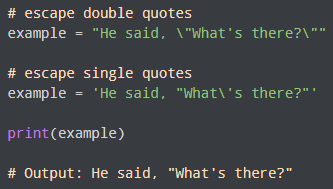 # escape double quotes
example = "He said, \"What's there?\""
# escape single quotes
example = 'He said, "What\'s there?"'
print(example)
# Output: He said, "What's there?"